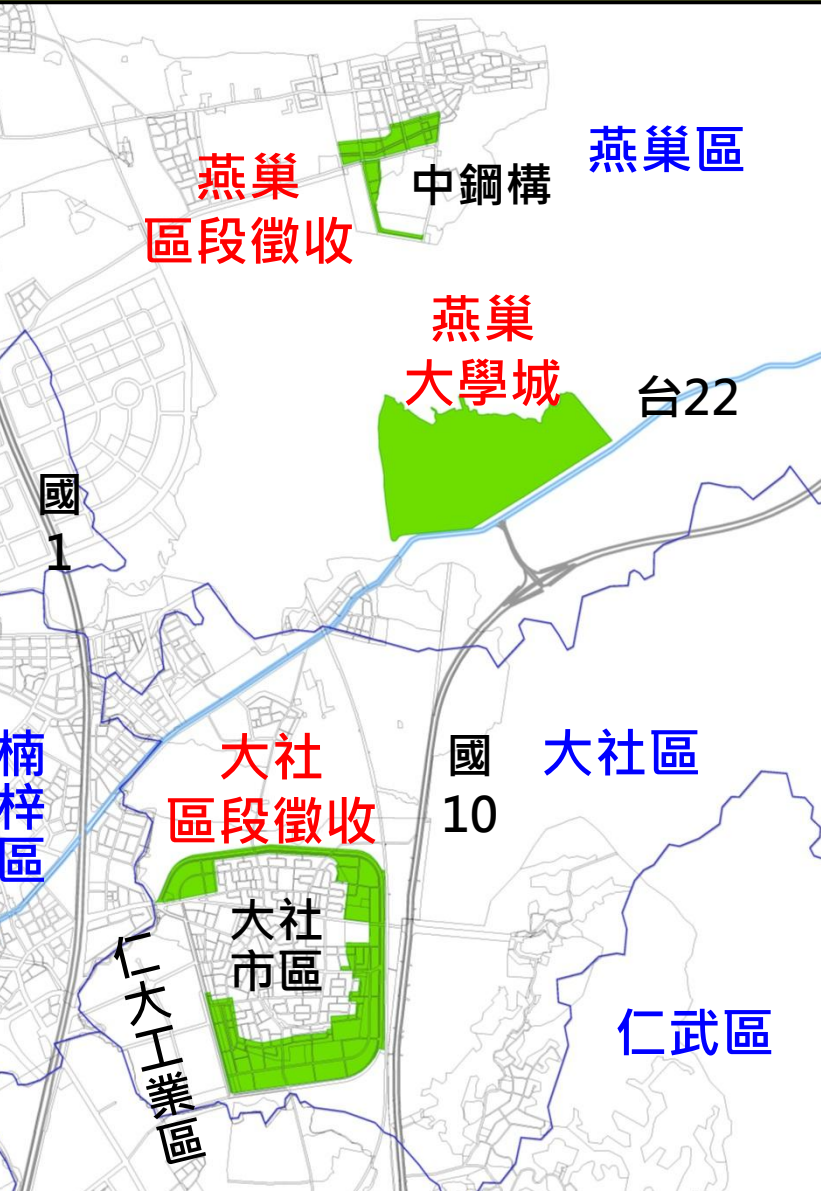 燕巢區
中鋼構
燕巢
區段徵收
燕巢
大學城
台22
國
1
楠梓區
大社
區段徵收
國
10
大社區
大社
市區
仁大工業區
仁武區